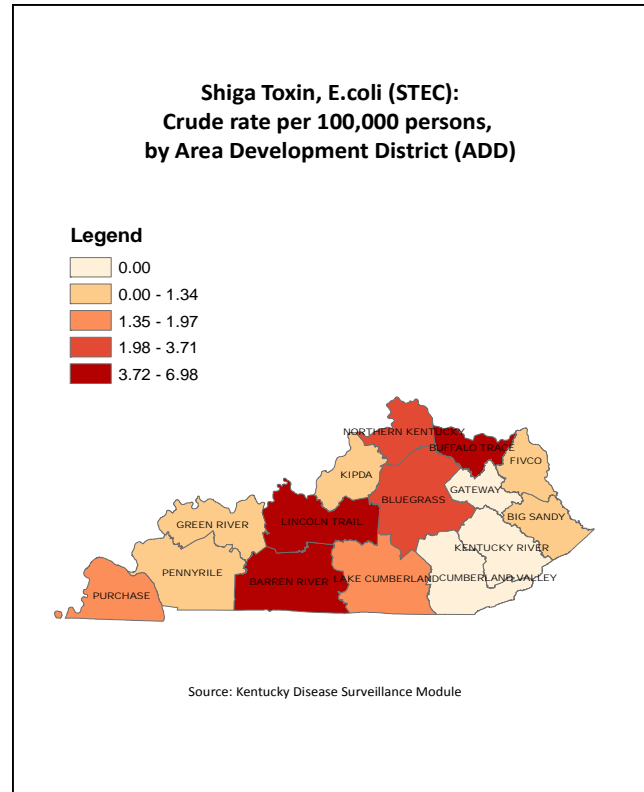 Shiga Toxin, E.coli (STEC):
Crude rate per 100,000 persons,
by Area Development District (ADD)
Legend
0.00
0.00 - 1.34
1.35 - 1.97
1.98 - 3.71
3.72 - 6.98
NORTHERN KENTUCKY
BUFFALO TRACE
FIVCO
KIPDA
GATEWAY
BLUEGRASS
BIG SANDY
GREEN RIVER
LINCOLN TRAIL
KENTUCKY RIVER
PENNYRILE
BARREN RIVER
LAKE CUMBERLAND
CUMBERLAND VALLEY
PURCHASE
Source: Kentucky Disease Surveillance Module